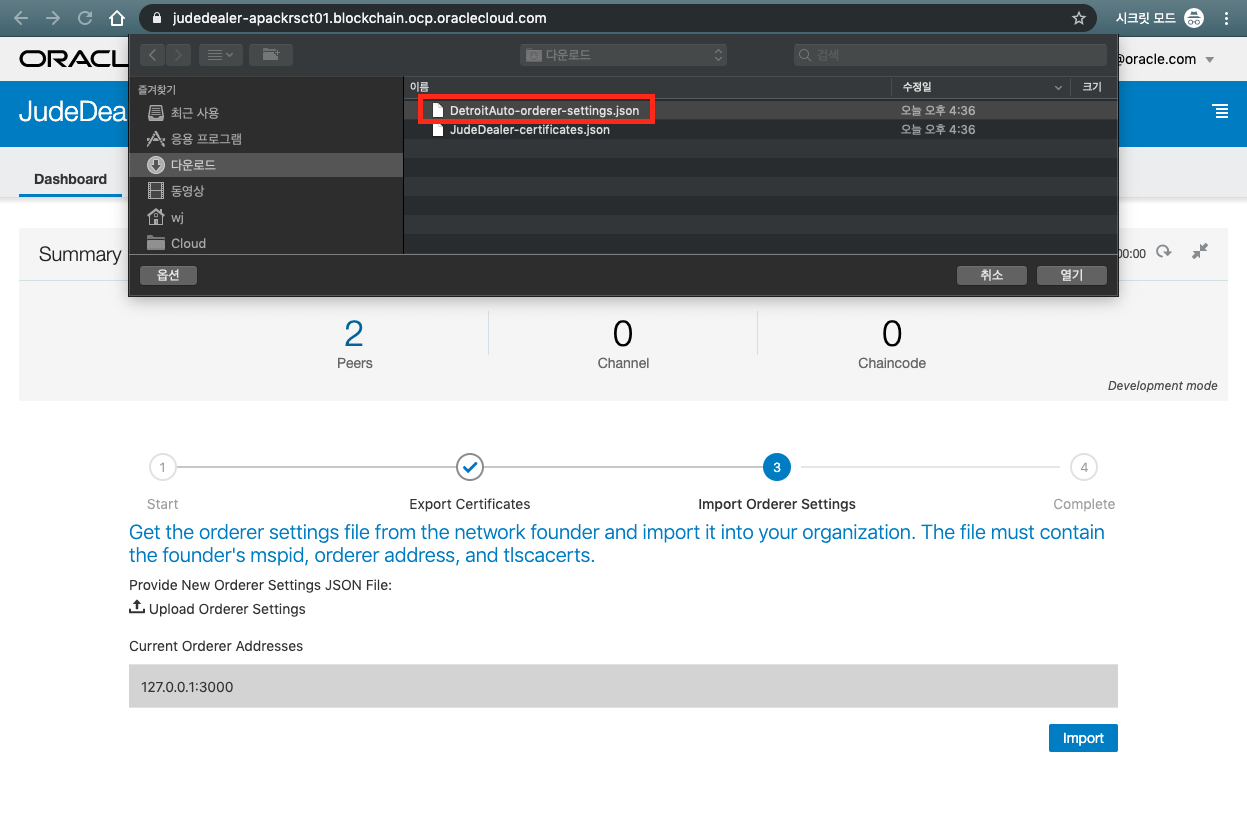 judedealer-apackrsct01.blockchain.ocp.oraclecloud.com
시크릿 모드
다운로드
검색
ORACL
@oracle.com
즐겨찾기
이름
수정일
크기
JudeDea
최근 사용
DetroitAuto-orderer-settings.json
오늘 오후 4:36
JudeDealer-certificates.json
오늘 오후 4:36
응용 프로그램
다운로드
Dashboard
동영상
wj
Cloud
Summary
00:00
옵션
취소
열기
2
0
0
Peers
Channel
Chaincode
Development mode
1
3
4
Start
Export Certificates
Import Orderer Settings
Complete
Get the orderer settings file from the network founder and import it into your organization. The file must contain
the founder's mspid, orderer address, and tlscacerts.
Provide New Orderer Settings JSON File:
Upload Orderer Settings
Current Orderer Addresses
127.0.0.1:3000
Import